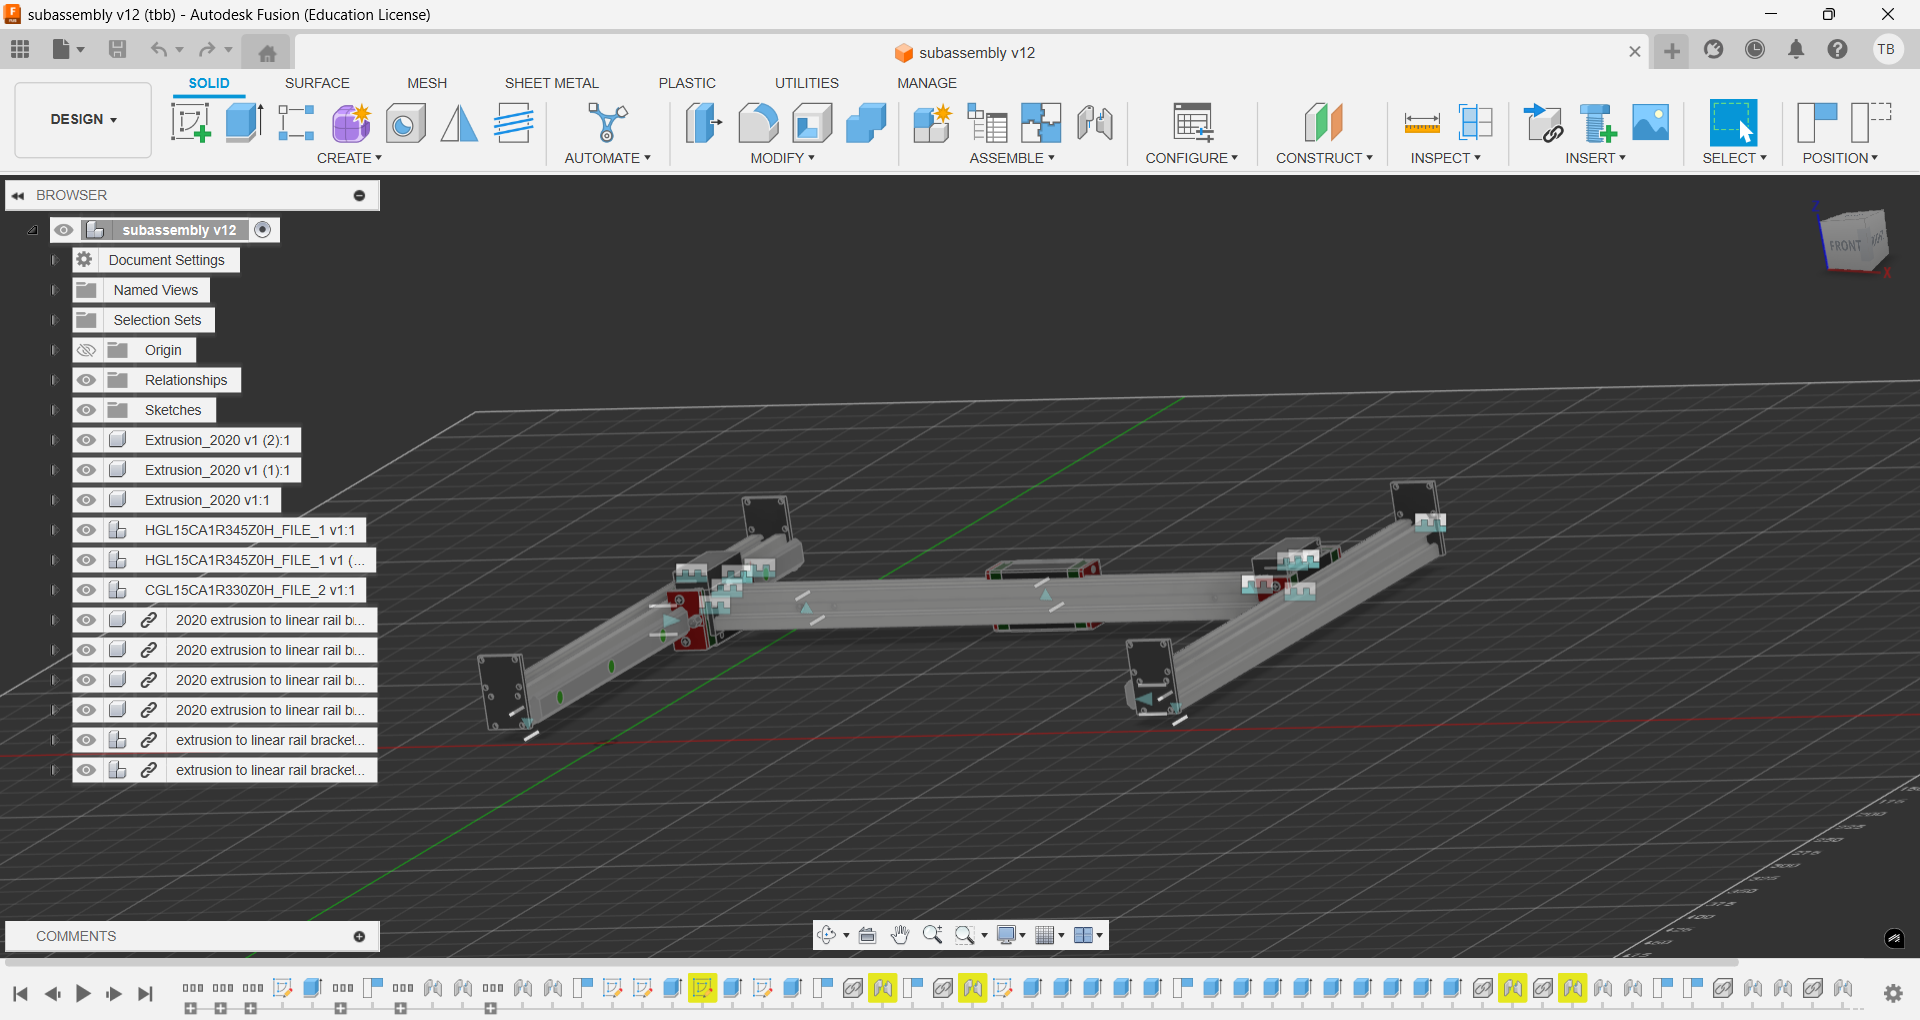 subassembly v12 (tbb) - Autodesk Fusion (Education License)
subassembly v12
TB
SOLID SURFACE MESH SHEET METAL PLASTIC UTILITIES MANAGE
DESIGN
CREATE AUTOMATE MODIFY ASSEMBLE CONFIGURE CONSTRUCT INSPECT INSERT SELECT POSITION
BROWSER
subassembly v12
Document Settings
Named Views
Selection Sets
Origin
Relationships
Sketches
Extrusion_2020 v1 (2):1
Extrusion_2020 v1 (1):1
Extrusion_2020 v1:1
HGL15CA1R345Z0H_FILE_1 v1:1
HGL15CA1R345Z0H_FILE_1 v1 (...
CGL15CA1R330Z0H_FILE_2 v1:1
2020 extrusion to linear rail b...
2020 extrusion to linear rail b...
2020 extrusion to linear rail b...
2020 extrusion to linear rail b...
extrusion to linear rail bracket...
extrusion to linear rail bracket...
Z
FRONT
X
COMMENTS